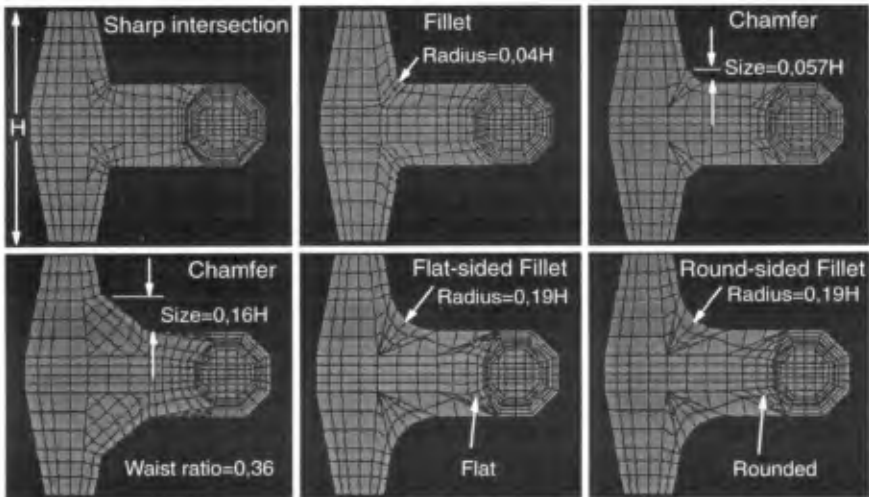 Sharp intersection
H
Fillet
Radius=0,04H
Chamfer
Size=0,057H
Chamfer
Size=0,16H
Waist ratio=0,36
Flat-sided Fillet
Radius=0,19H
Flat
Round-sided Fillet
Radius=0,19H
Rounded